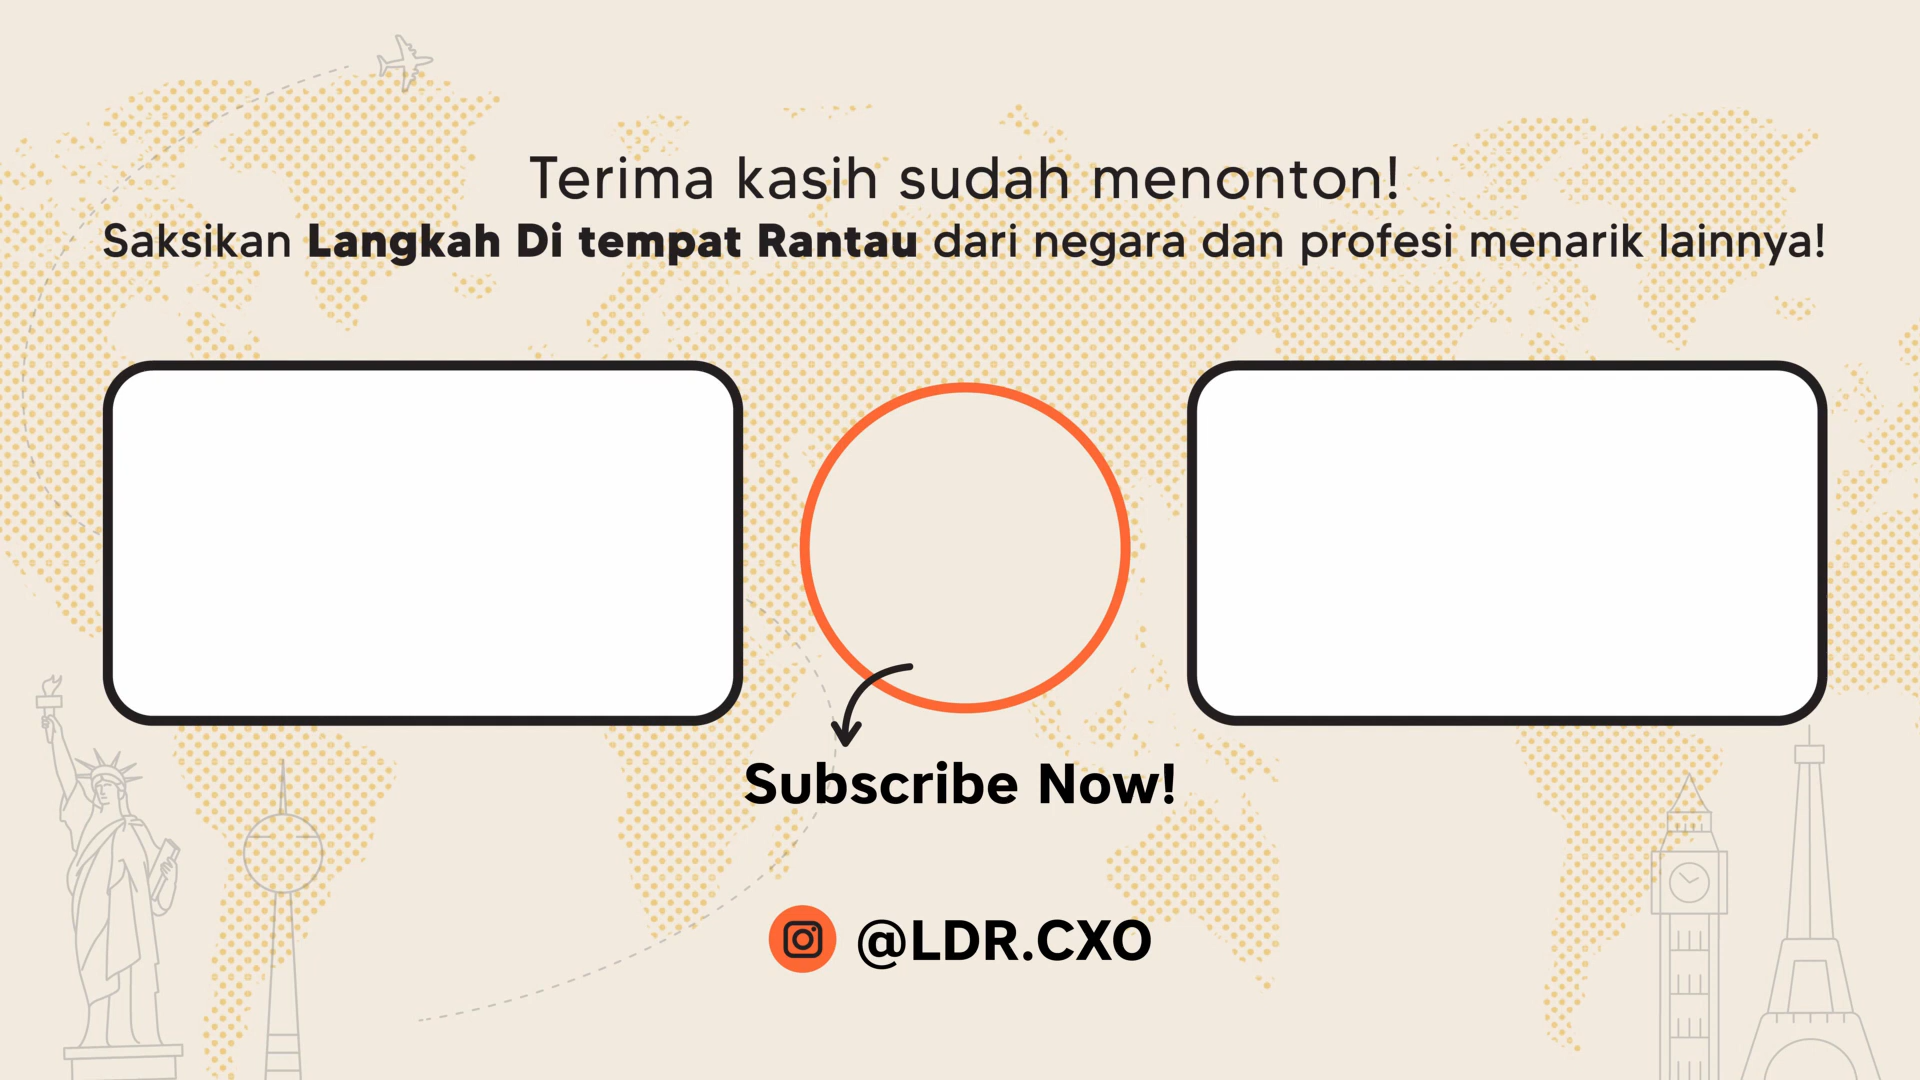 Terima kasih sudah menonton!
Saksikan Langkah Di tempat Rantau dari negara dan profesi menarik lainnya!
Subscribe Now!
@LDR.CXO